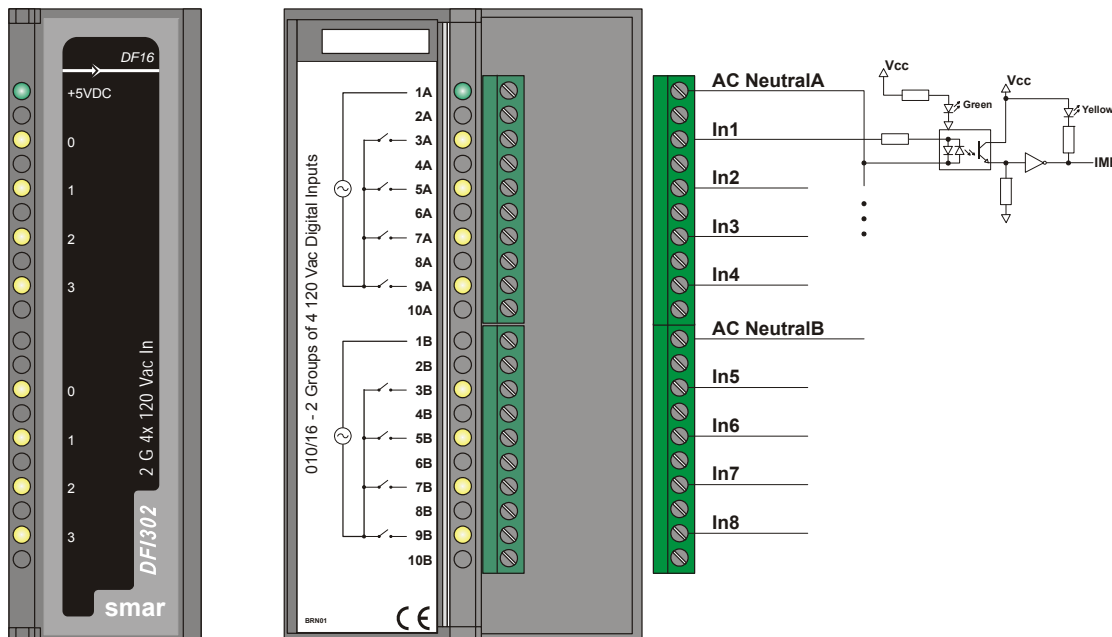 DF16
+5VDC
0
1
2
3
0
1
2
3
2 G 4x 120 Vac In
DFI302
smar
010/16 - 2 Groups of 4 120 Vac Digital Inputs
1A
2A
3A
4A
5A
6A
7A
8A
9A
10A
1B
2B
3B
4B
5B
6B
7B
8B
9B
10B
BRN01
CE
AC NeutralA
In1
In2
In3
In4
AC NeutralB
In5
In6
In7
In8
Vcc
Green
Vcc
Yellow